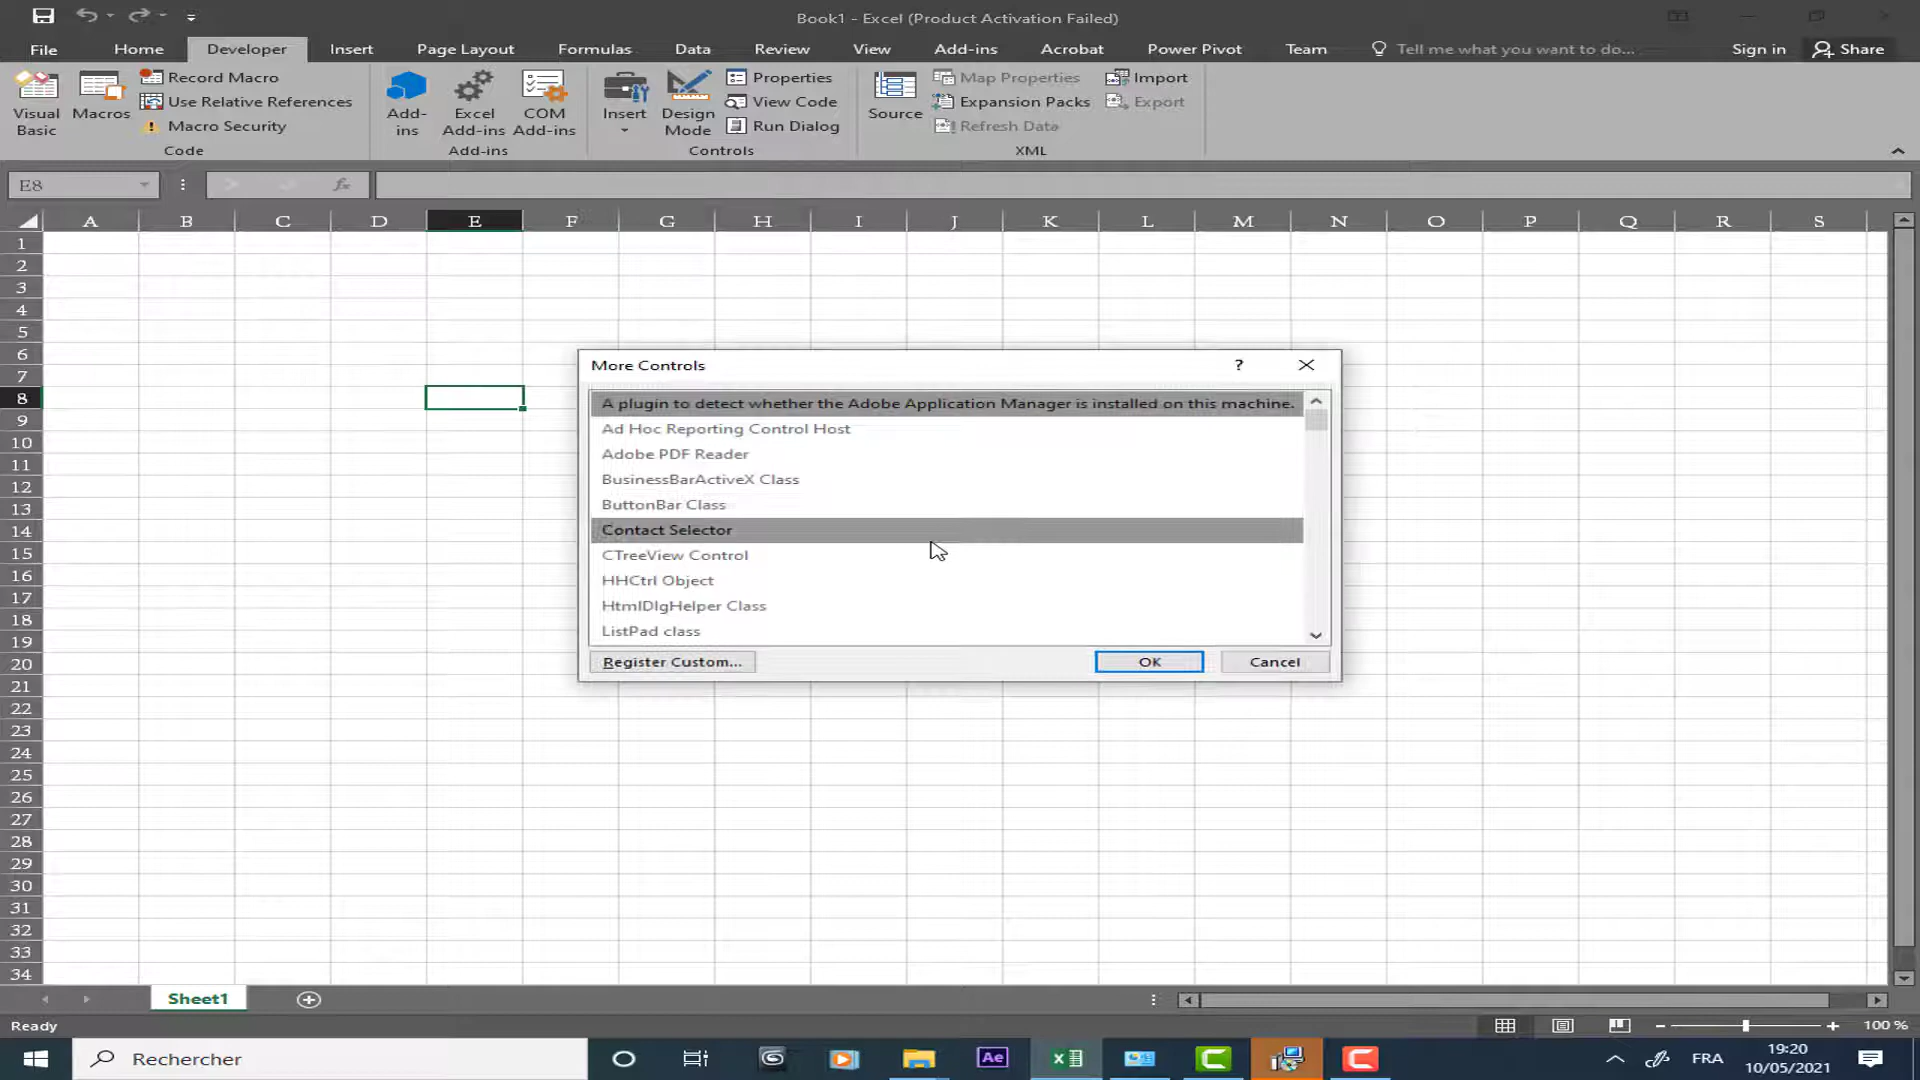 Book1 - Excel (Product Activation Failed)
File Home Developer Insert Page Layout Formulas Data Review View Add-ins Acrobat Power Pivot Team Tell me what you want to do... Sign in Share
Visual Basic
Macros
Record Macro
Use Relative References
Macro Security
Code
Add-ins
Excel Add-ins
COM Add-ins
Add-ins
Insert
Design Mode
Properties
View Code
Run Dialog
Controls
Source
Map Properties
Expansion Packs
Refresh Data
Import
Export
XML
E8 fx
A B C D E F G H I J K L M N O P Q R S
1
2
3
4
5
6
7
8
9
10
11
12
13
14
15
16
17
18
19
20
21
22
23
24
25
26
27
28
29
30
31
32
33
34
More Controls ?
A plugin to detect whether the Adobe Application Manager is installed on this machine.
Ad Hoc Reporting Control Host
Adobe PDF Reader
BusinessBarActiveX Class
ButtonBar Class
Contact Selector
CTreeView Control
HHCtrl Object
HtmlDlgHelper Class
ListPad class
Register Custom... OK Cancel
Sheet1
Ready 100 %
Rechercher Ae FRA 19:20
10/05/2021